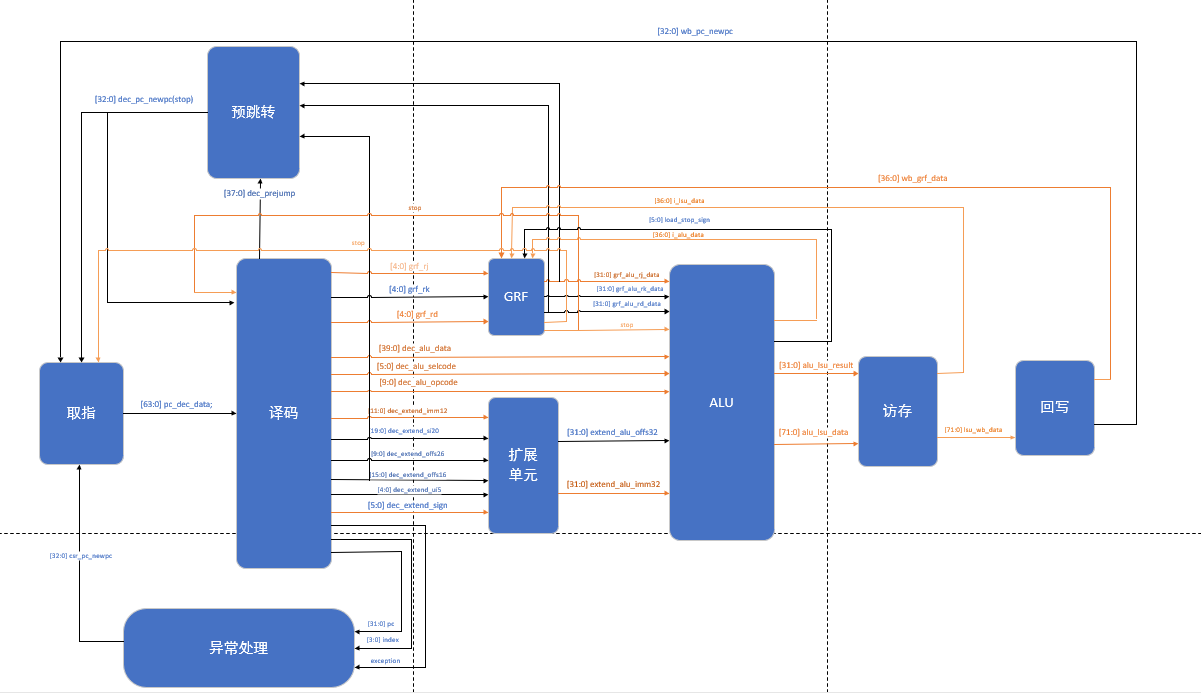 [32:0] wb_pc_newpc
[32:0] dec_pc_newpc(stop)
预跳转
[37:0] dec_prejump
[36:0] wb_grf_data
[36:0] i_lsu_data
stop
[5:0] load_stop_sign
[36:0] i_alu_data
stop
[4:0] grf_rj
[31:0] grf_alu_rj_data
[4:0] grf_rk
GRF
[31:0] grf_alu_rk_data
[31:0] grf_alu_rd_data
[4:0] grf_rd
stop
[39:0] dec_alu_data
[5:0] dec_alu_selcode
[31:0] alu_lsu_result
[9:0] dec_alu_opcode
取指
[63:0] pc_dec_data;
译码
ALU
访存
回写
[11:0] dec_extend_imm12
19:0] dec_extend_si20
[31:0] extend_alu_offs32
[71:0] alu_lsu_data
[71:0] lsu_wb_data
[9:0] dec_extend_offs26
扩展
单元
[15:0] dec_extend_offs16
[4:0] dec_extend_ui5
[31:0] extend_alu_imm32
[5:0] dec_extend_sign
[32:0] csr_pc_newpc
[31:0] pc
[3:0] index
异常处理
exception